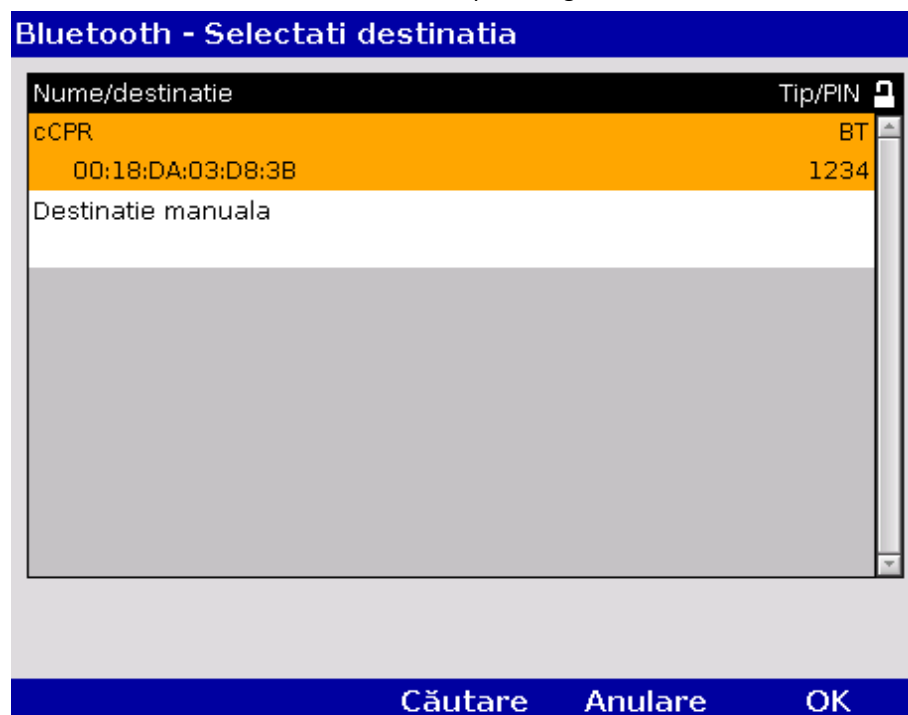 Bluetooth - Selectati destinatia
Nume/destinatie Tip/PIN
cCPR BT
00:18:DA:03:D8:3B 1234
Destinatie manuala
Căutare Anulare OK